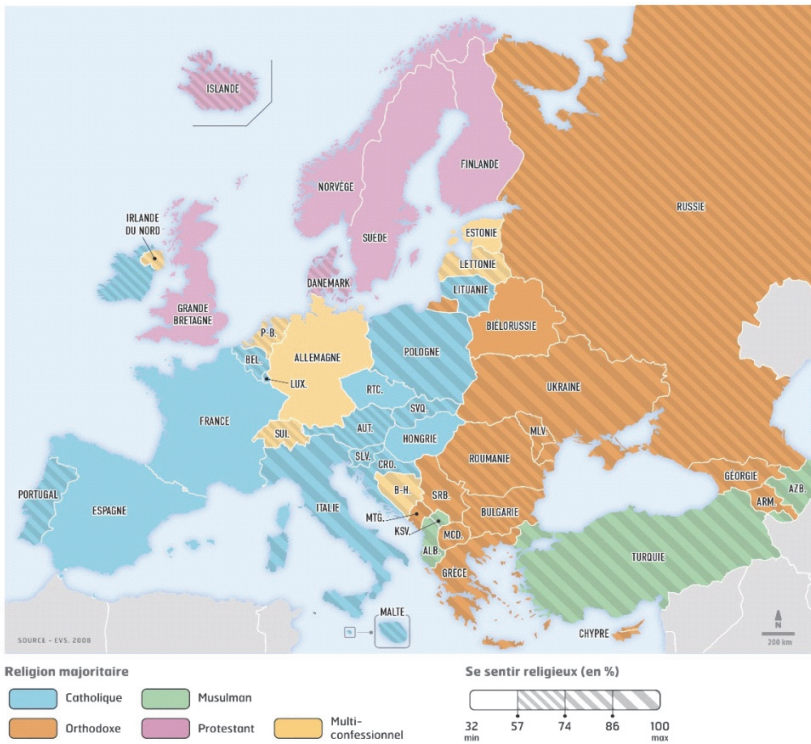 ISLANDE
FINLANDE
NORVÈGE
RUSSIE
IRLANDE
DU NORD
SUÈDE
ESTONIE
LETTONIE
DANEMARK
LITUANIE
GRANDE
BRETAGNE
BIÉLORUSSIE
P-B.
ALLEMAGNE
POLOGNE
BEL.
LUX.
UKRAINE
RTC.
SVQ.
FRANCE
AUT.
MLV.
SUI.
HONGRIE
SLV.
ROUMANIE
CRO.
GÉORGIE
AZB.
B-H.
SRB.
PORTUGAL
ARM.
ESPAGNE
ITALIE
MTG.
BULGARIE
KSV.
MCD.
ALB.
TURQUIE
GRÈCE
MALTE
CHYPRE
N
200 km
SOURCE - EVS, 2008
Religion majoritaire
Catholique
Musulman
Orthodoxe
Protestant
Multi-
confessionnel
Se sentir religieux (en %)
32 57 74 86 100
min max